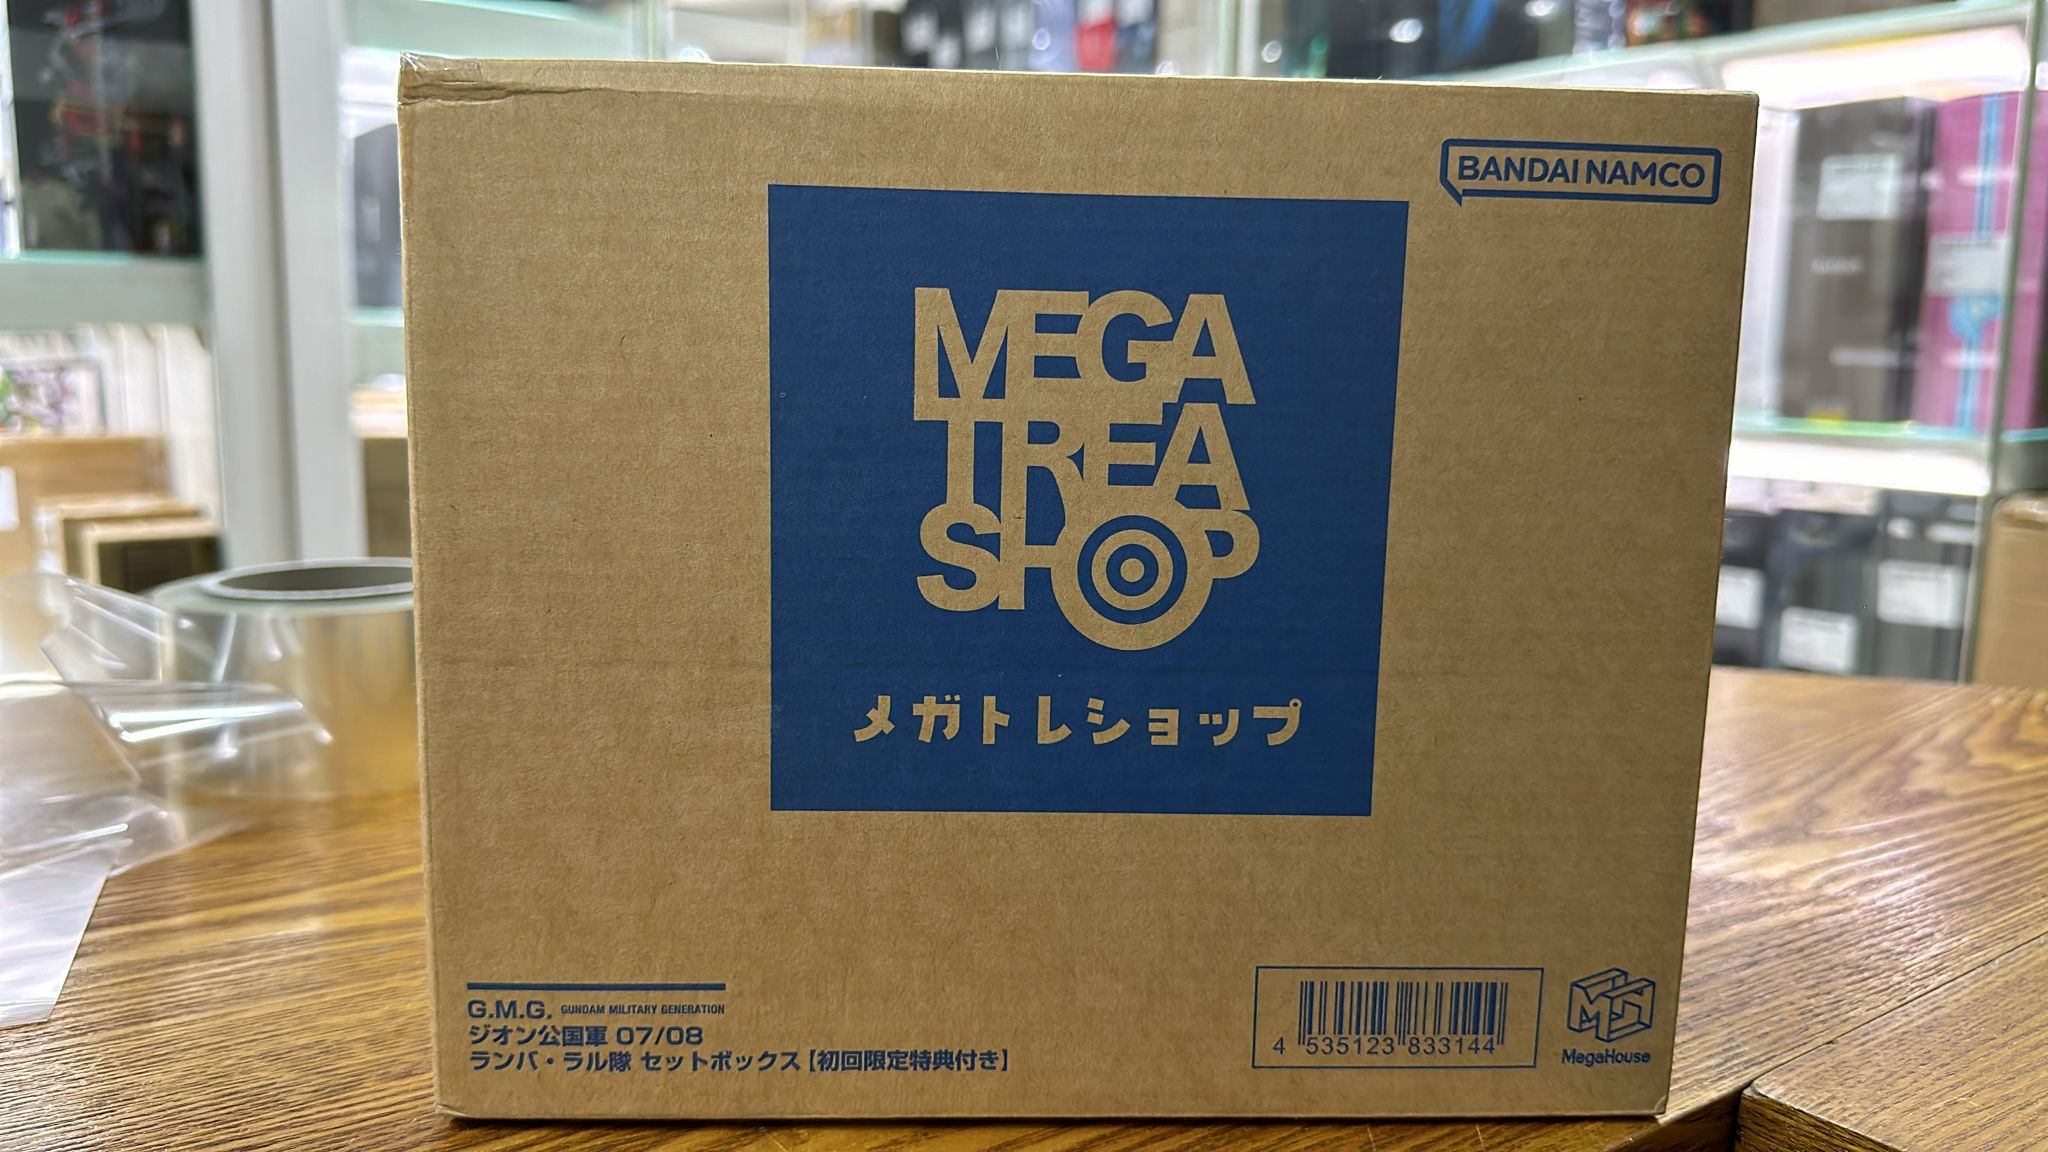 BANDAI NAMCO
MEGA
TREA
SHOP
メガトレショップ
G.M.G. GUNDAM MILITARY GENERATION
ジオン公国軍 07/08
ランバ・ラル隊 セットボックス【初回限定特典付き】
4 535123 833144
MegaHouse